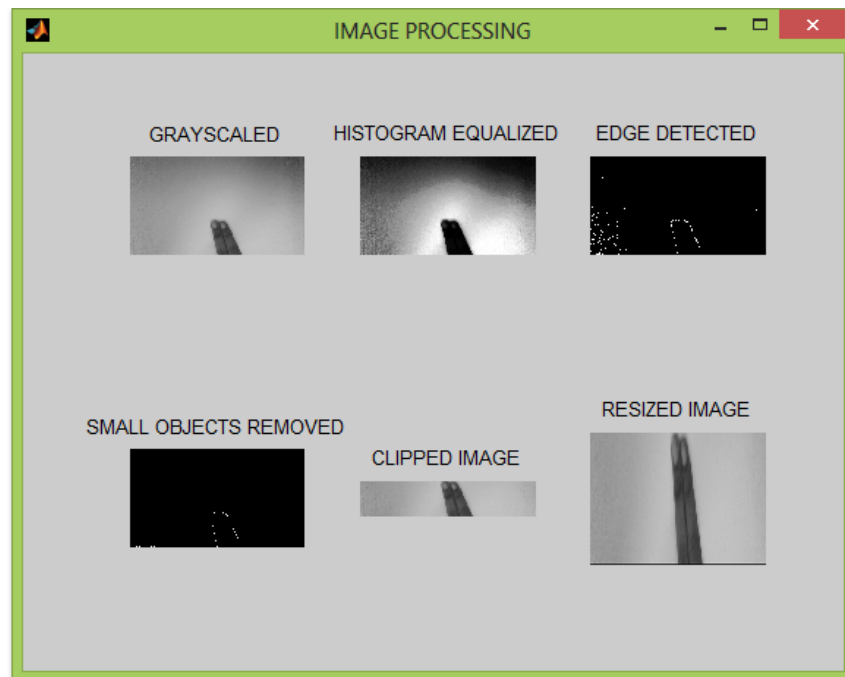 IMAGE PROCESSING
GRAYSCALED
HISTOGRAM EQUALIZED
EDGE DETECTED
SMALL OBJECTS REMOVED
CLIPPED IMAGE
RESIZED IMAGE